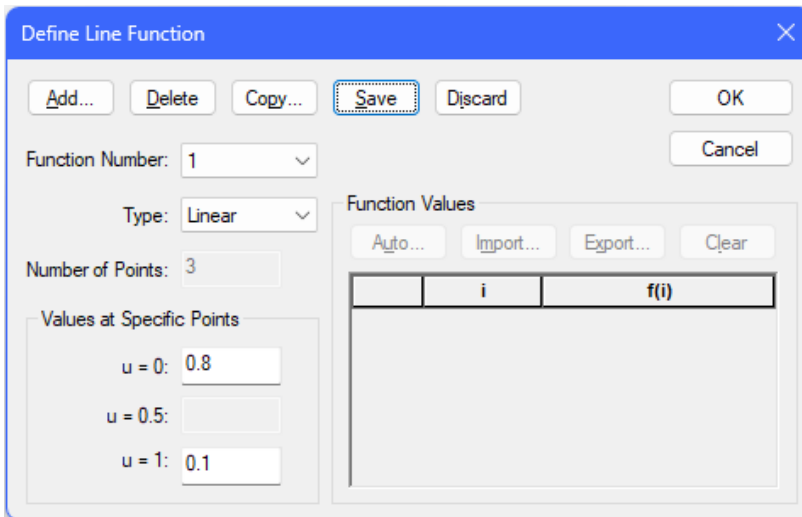 Define Line Function
Add... Delete Copy... Save Discard OK
Cancel
Function Number: 1
Type: Linear
Number of Points: 3
Values at Specific Points
u = 0: 0.8
u = 0.5:
u = 1: 0.1
Function Values
Auto... Import... Export... Clear
i f(i)